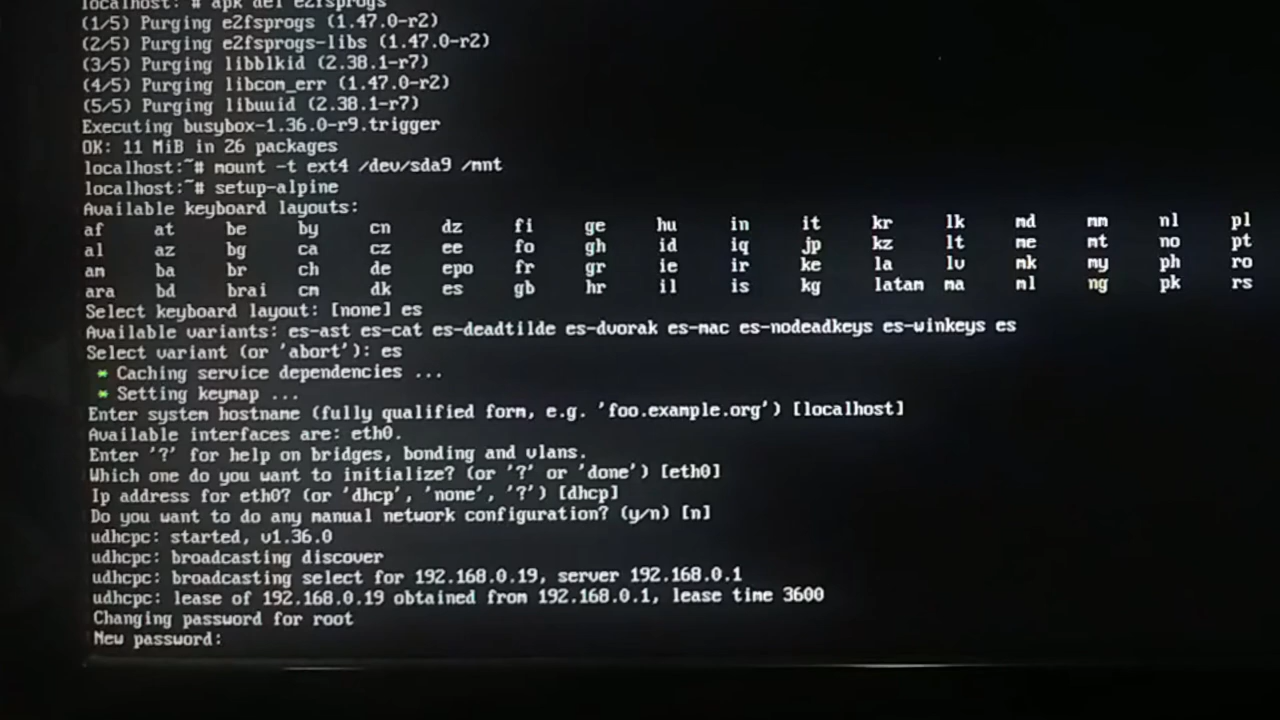 localhost:~# apk del e2fsprogs
(1/5) Purging e2fsprogs (1.47.0-r2)
(2/5) Purging e2fsprogs-libs (1.47.0-r2)
(3/5) Purging libblkid (2.38.1-r7)
(4/5) Purging libcom_err (1.47.0-r2)
(5/5) Purging libuuid (2.38.1-r7)
Executing busybox-1.36.0-r9.trigger
OK: 11 MiB in 26 packages
localhost:~# mount -t ext4 /dev/sda9 /mnt
localhost:~# setup-alpine
Available keyboard layouts:
af at be by cn dz fi ge hu in it kr lk md mm nl pl
al az bg ca cz ee fo gh id iq jp kz lt me mt no pt
am ba br ch de epo fr gr ie ir ke la lv mk my ph ro
ara bd brai cm dk es gb hr il is kg latam ma ml ng pk rs
Select keyboard layout: [none] es
Available variants: es-ast es-cat es-deadtilde es-dvorak es-mac es-nodeadkeys es-winkeys es
Select variant (or 'abort'): es
* Caching service dependencies ...
* Setting keymap ...
Enter system hostname (fully qualified form, e.g. 'foo.example.org') [localhost]
Available interfaces are: eth0.
Enter '?' for help on bridges, bonding and vlans.
Which one do you want to initialize? (or '?' or 'done') [eth0]
Ip address for eth0? (or 'dhcp', 'none', '?') [dhcp]
Do you want to do any manual network configuration? (y/n) [n]
udhcpc: started, v1.36.0
udhcpc: broadcasting discover
udhcpc: broadcasting select for 192.168.0.19, server 192.168.0.1
udhcpc: lease of 192.168.0.19 obtained from 192.168.0.1, lease time 3600
Changing password for root
New password: